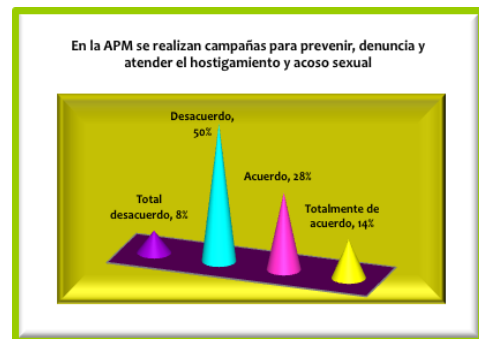 En la APM se realizan campañas para prevenir, denuncia y
atender el hostigamiento y acoso sexual
Desacuerdo,
50%
Acuerdo, 28%
Total
desacuerdo, 8%
Totalmente de
acuerdo, 14%